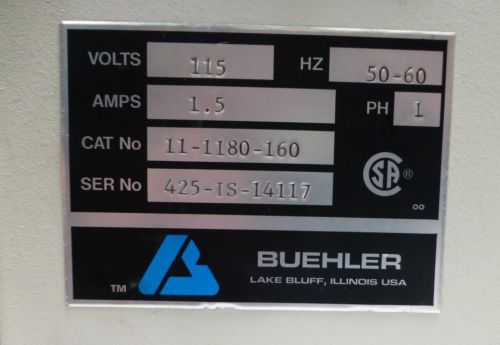 VOLTS 115 HZ 50-60
AMPS 1.5 PH 1
CAT No 11-1180-160
SER No 425-IS-14117
SA ®
oo
BUEHLER
LAKE BLUFF, ILLINOIS USA
TM